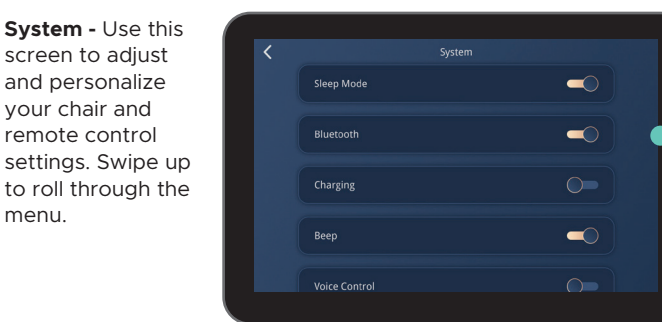 System - Use this
screen to adjust
and personalize
your chair and
remote control
settings. Swipe up
to roll through the
menu.
System
Sleep Mode
Bluetooth
Charging
Beep
Voice Control